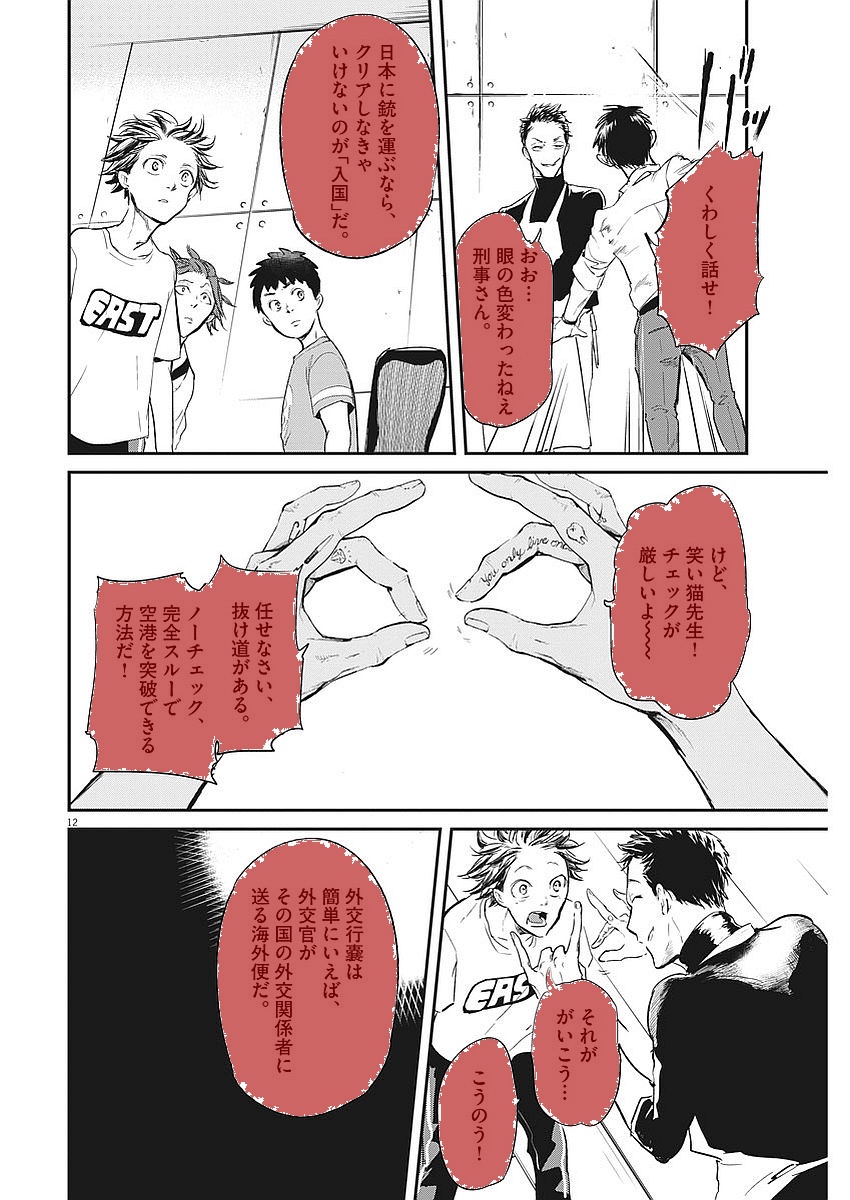 くわしく話せ！
おお…
眼の色変わったねえ
刑事さん。
日本に銃を運ぶなら、
クリアしなきゃ
いけないのが「入国」だ。
EAST
けど、
笑い猫先生！
チェックが
厳しいよ〜〜〜
You only live once
任せなさい、
抜け道がある。
ノーチェック、
完全スルーで
空港を突破できる
方法だ！
それが
がいこう…
こうのう！
EAST
外交行嚢は
簡単にいえば、
外交官が
その国の外交関係者に
送る海外便だ。
12